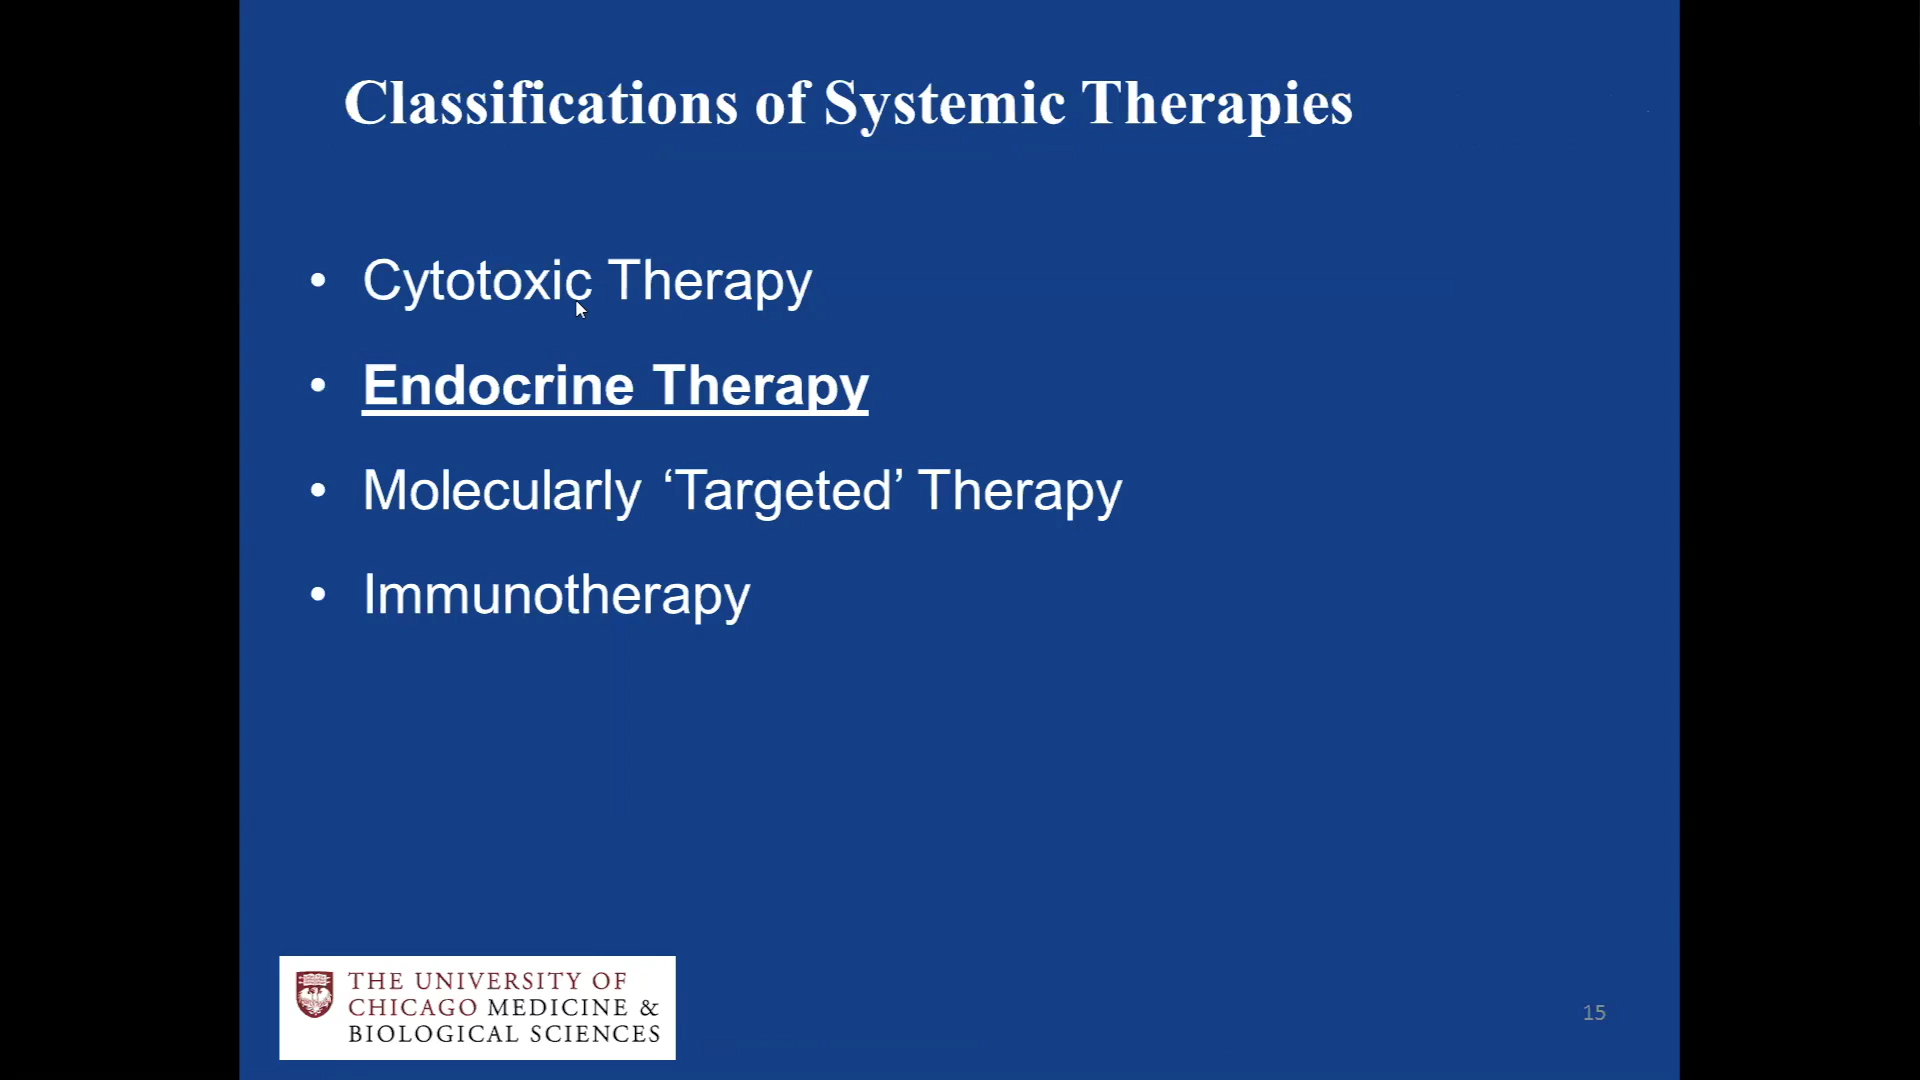 Classifications of Systemic Therapies
• Cytotoxic Therapy
• Endocrine Therapy
• Molecularly ‘Targeted’ Therapy
• Immunotherapy
THE UNIVERSITY OF
CHICAGO MEDICINE &
BIOLOGICAL SCIENCES
15